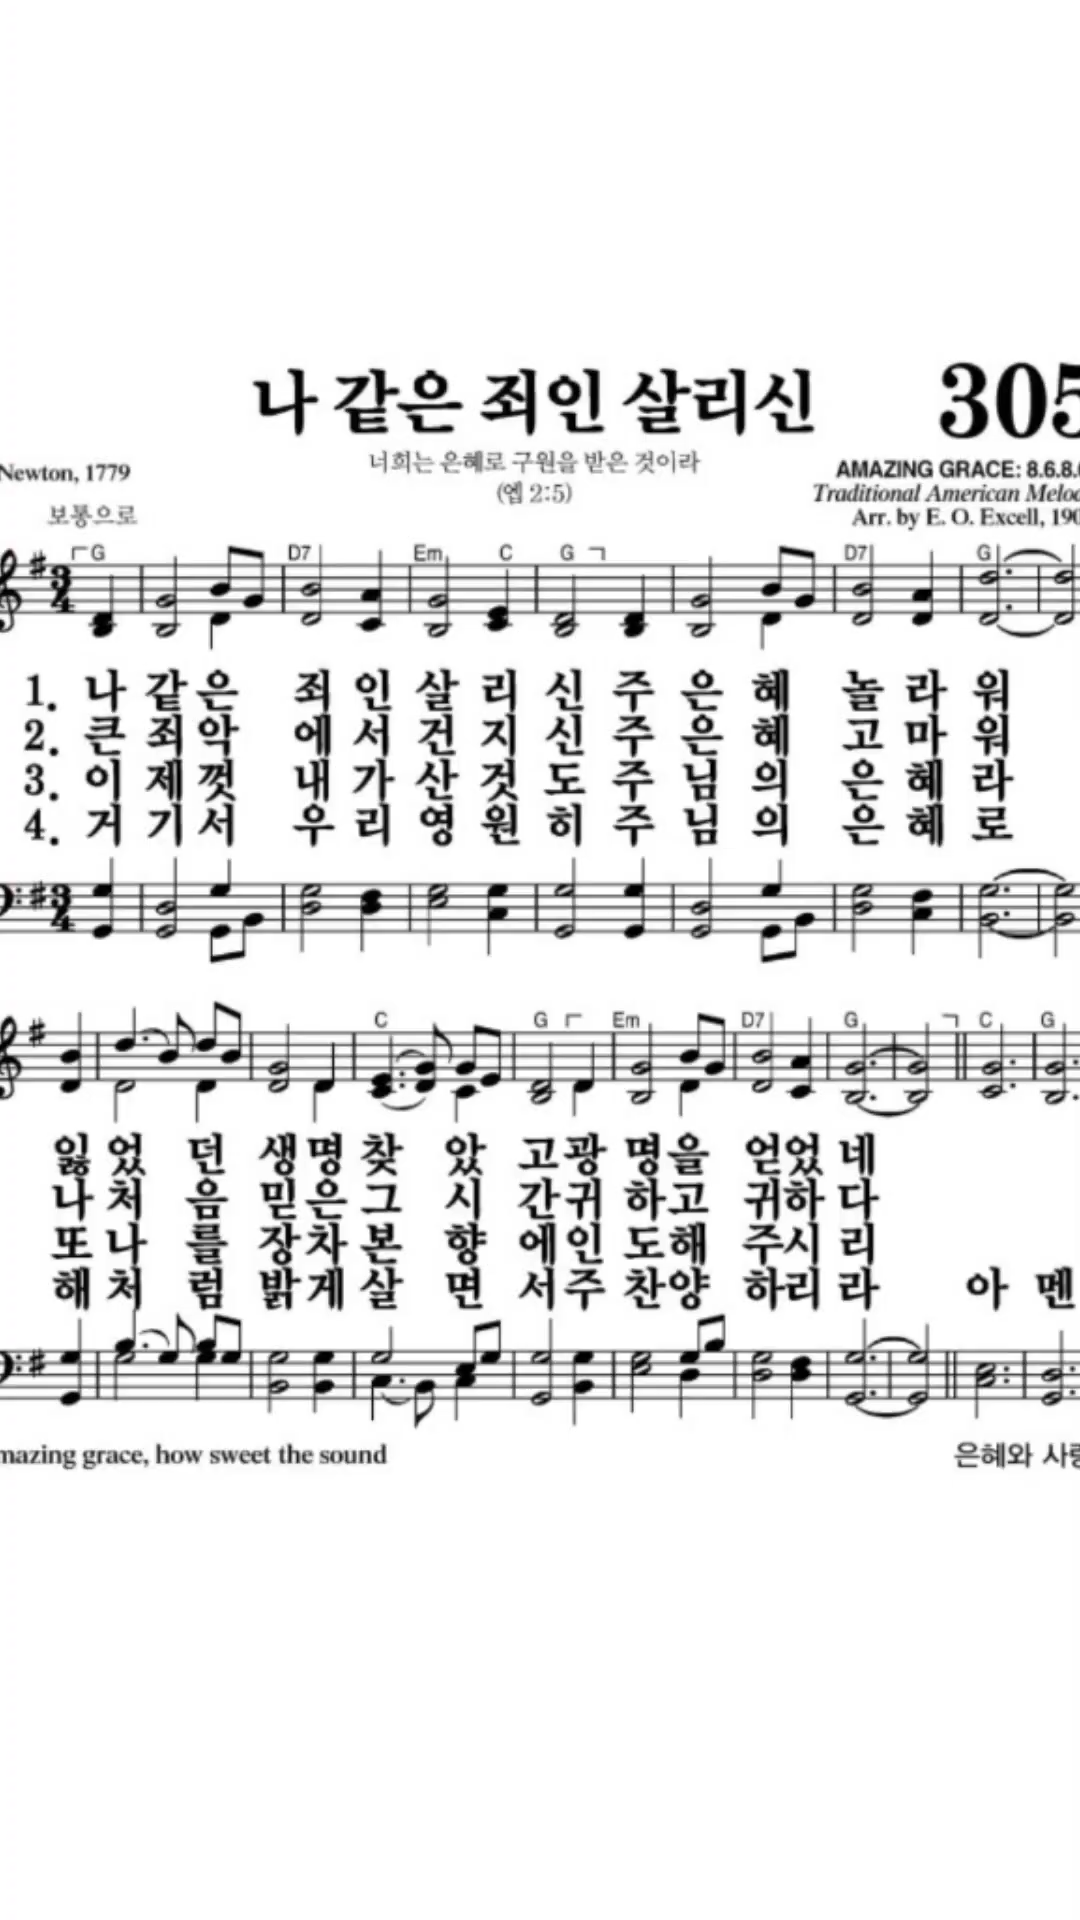 나 같은 죄인 살리신 305
너희는 은혜로 구원을 받은 것이라
(엡 2:5)
Newton, 1779
AMAZING GRACE: 8.6.8.
Traditional American Melod
보통으로
Arr. by E. O. Excell, 190
G D7 Em C G D7 G
1. 나 같 은 죄 인 살 리 신 주 은 혜 놀 라 워
2. 큰 죄 악 에 서 건 지 신 주 은 혜 고 마 워
3. 이 제 껏 내 가 산 것 도 주 님 의 은 혜 라
4. 거 기 서 우 리 영 원 히 주 님 의 은 혜 로
C G Em D7 G C G
잃 었 던 생 명 찾 았 고 광 명 을 얻 었 네
나 처 음 믿 은 그 시 간 귀 하 고 귀 하 다
또 나 를 장 차 본 향 에 인 도 해 주 시 리
해 처 럼 밝 게 살 면 서 주 찬 양 하 리 라 아 멘
mazing grace, how sweet the sound
은혜와 사랑